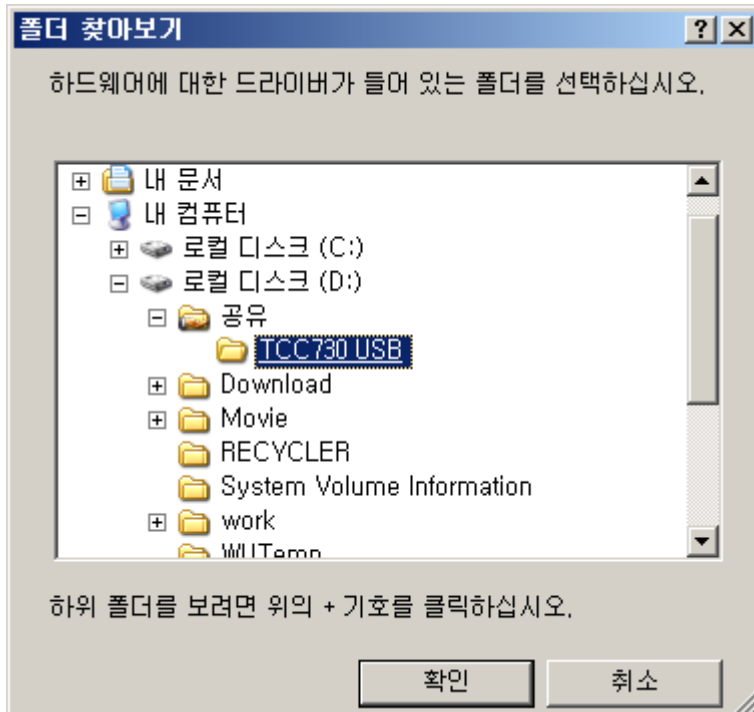 폴더 찾아보기
하드웨어에 대한 드라이버가 들어 있는 폴더를 선택하십시오.
내 문서
내 컴퓨터
로컬 디스크 (C:)
로컬 디스크 (D:)
공유
TCC730 USB
Download
Movie
RECYCLER
System Volume Information
work
WUTemp
하위 폴더를 보려면 위의 + 기호를 클릭하십시오.
확인 취소